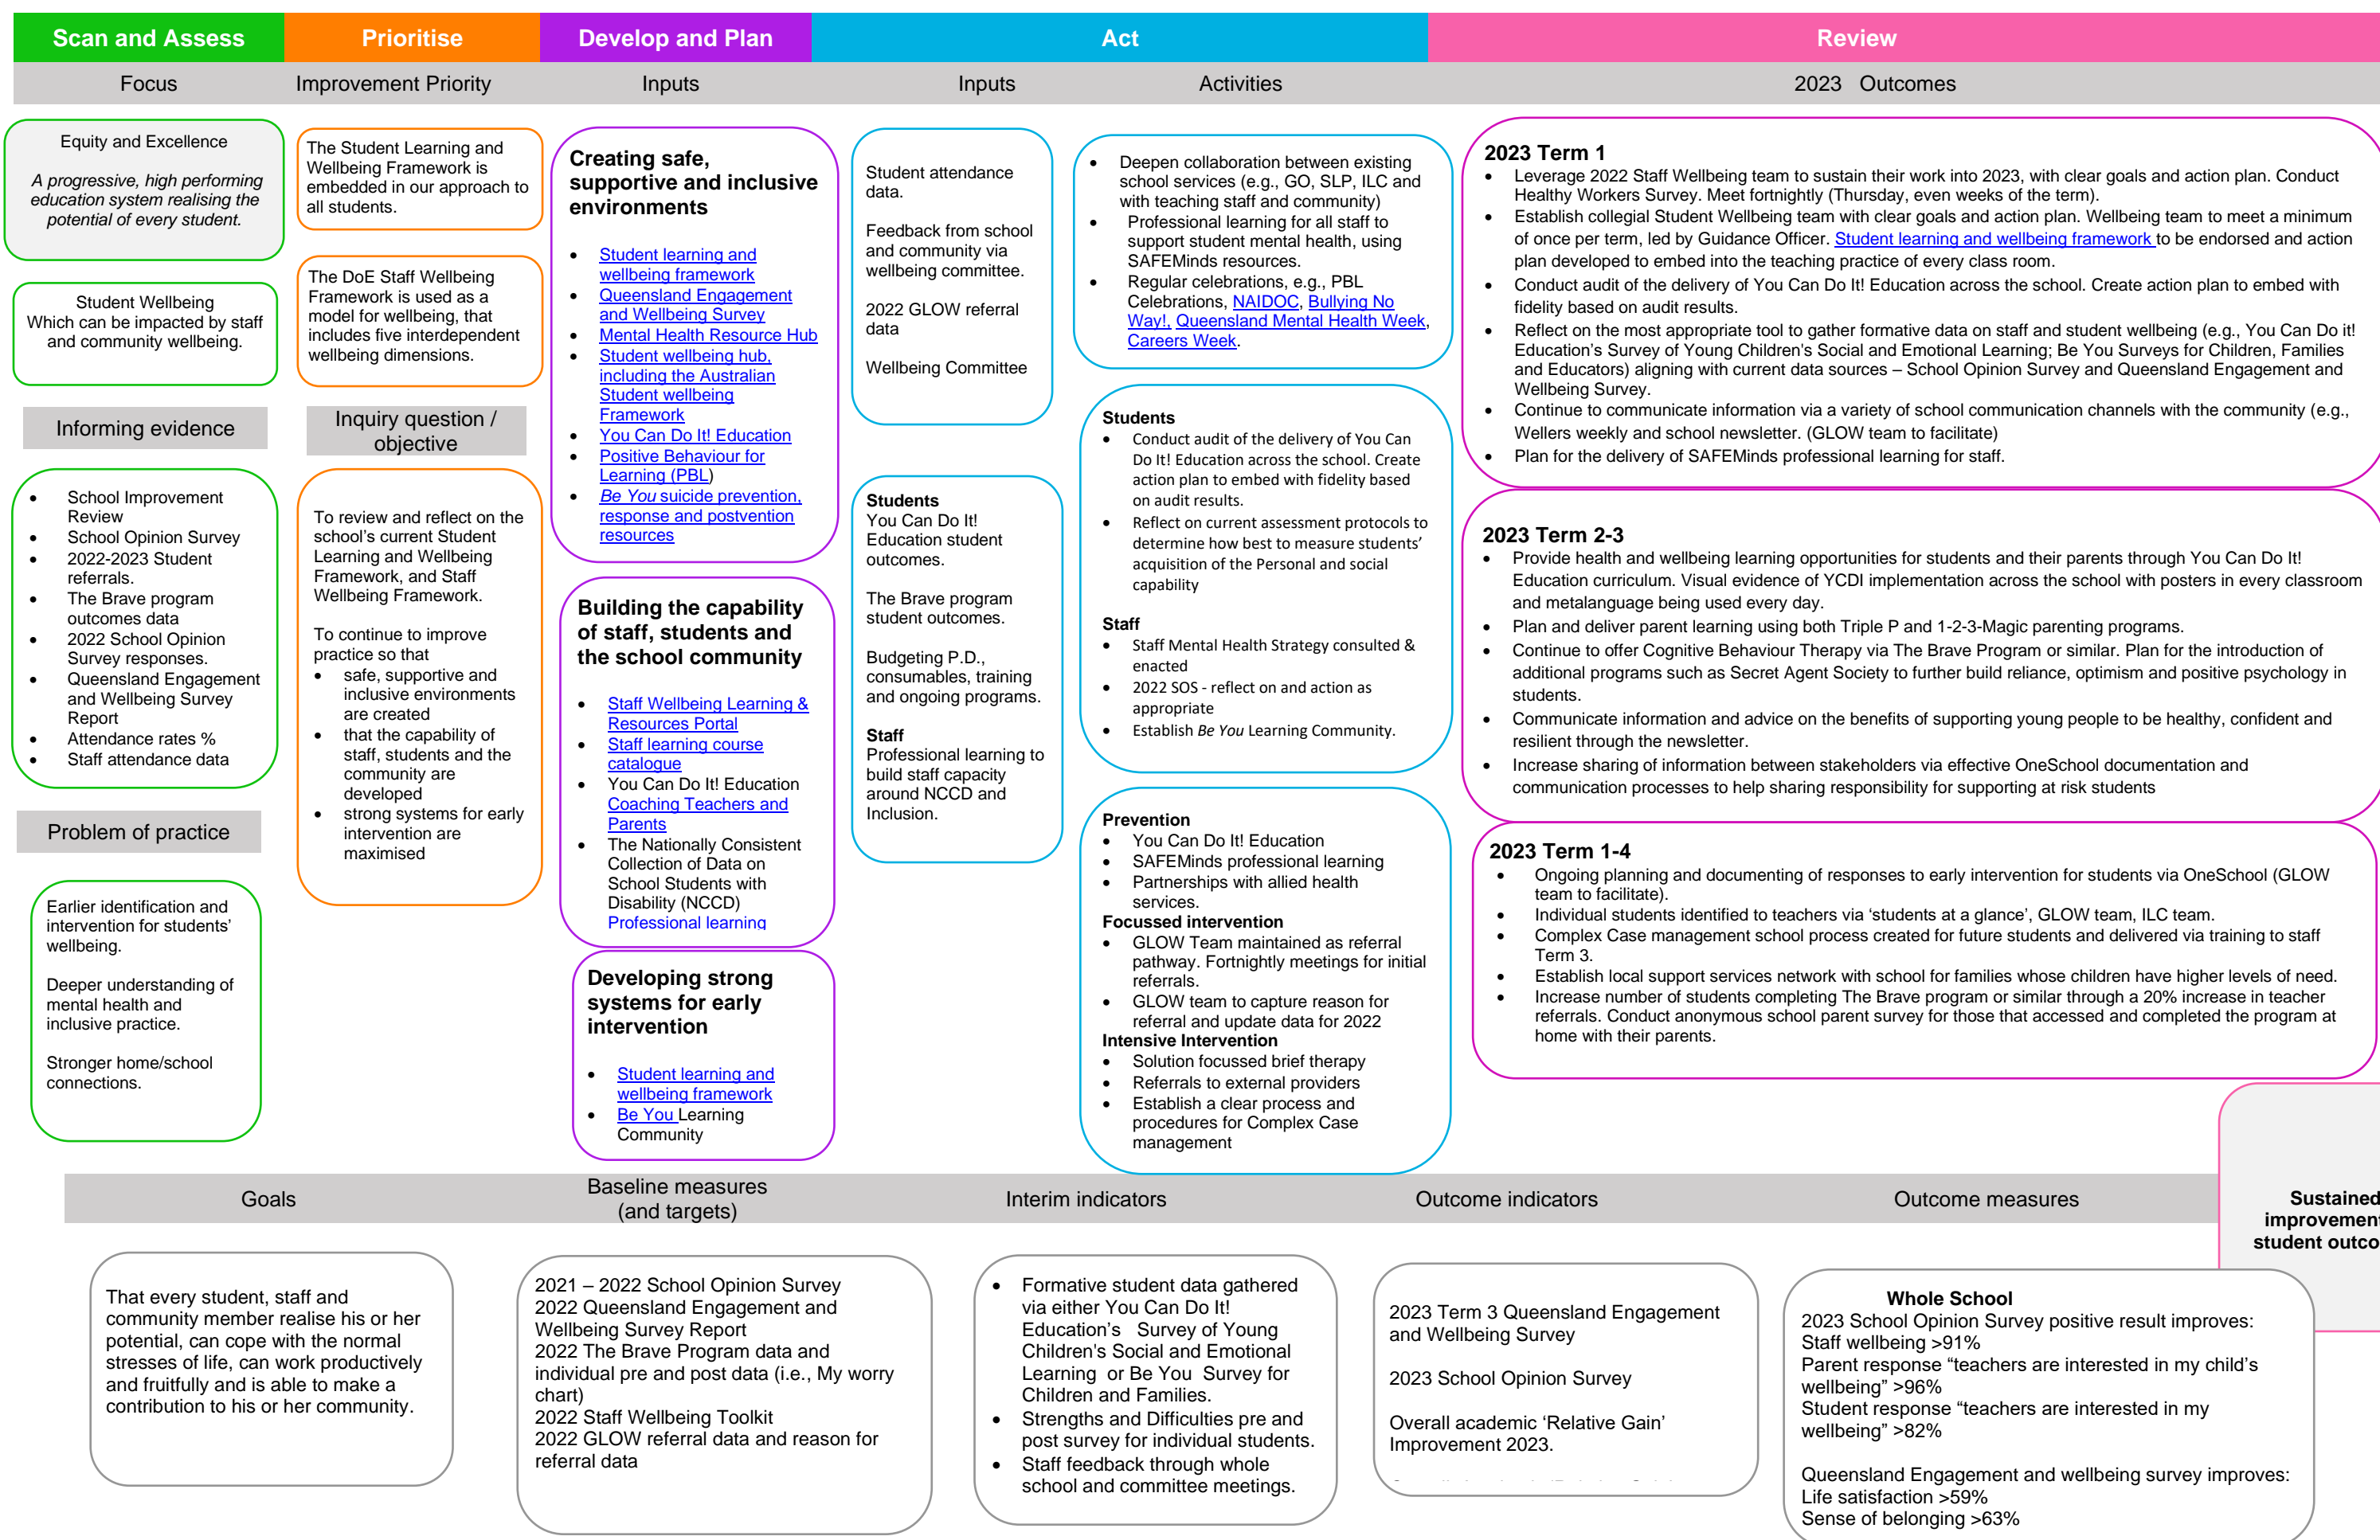 Scan and Assess
Prioritise
Develop and Plan
Act
Review
Focus
Improvement Priority
Inputs
Inputs
Activities
2023 Outcomes
Equity and Excellence
A progressive, high performing
education system realising the
potential of every student.
Student Wellbeing
Which can be impacted by staff
and community wellbeing.
Informing evidence
• School Improvement
Review
• School Opinion Survey
• 2022-2023 Student
referrals.
• The Brave program
outcomes data
• 2022 School Opinion
Survey responses.
• Queensland Engagement
and Wellbeing Survey
Report
• Attendance rates %
• Staff attendance data
Problem of practice
Earlier identification and
intervention for students'
wellbeing.
Deeper understanding of
mental health and
inclusive practice.
Stronger home/school
connections.
The Student Learning and
Wellbeing Framework is
embedded in our approach to
all students.
The DoE Staff Wellbeing
Framework is used as a
model for wellbeing, that
includes five interdependent
wellbeing dimensions.
Inquiry question /
objective
To review and reflect on the
school's current Student
Learning and Wellbeing
Framework, and Staff
Wellbeing Framework.
To continue to improve
practice so that
• safe, supportive and
inclusive environments
are created
• that the capability of
staff, students and the
community are
developed
• strong systems for early
intervention are
maximised
Creating safe,
supportive and inclusive
environments
• Student learning and
wellbeing framework
• Queensland Engagement
and Wellbeing Survey
• Mental Health Resource Hub
• Student wellbeing hub,
including the Australian
Student wellbeing
Framework
• You Can Do It! Education
• Positive Behaviour for
Learning (PBL)
• Be You suicide prevention,
response and postvention
resources
Building the capability
of staff, students and
the school community
• Staff Wellbeing Learning &
Resources Portal
• Staff learning course
catalogue
• You Can Do It! Education
Coaching Teachers and
Parents
• The Nationally Consistent
Collection of Data on
School Students with
Disability (NCCD)
Professional learning
Developing strong
systems for early
intervention
• Student learning and
wellbeing framework
• Be You Learning
Community
Student attendance
data.
Feedback from school
and community via
wellbeing committee.
2022 GLOW referral
data
Wellbeing Committee
Students
You Can Do It!
Education student
outcomes.
The Brave program
student outcomes.
Budgeting P.D.,
consumables, training
and ongoing programs.
Staff
Professional learning to
build staff capacity
around NCCD and
Inclusion.
• Deepen collaboration between existing
school services (e.g., GO, SLP, ILC and
with teaching staff and community)
• Professional learning for all staff to
support student mental health, using
SAFEMinds resources.
• Regular celebrations, e.g., PBL
Celebrations, NAIDOC, Bullying No
Way!, Queensland Mental Health Week,
Careers Week.
Students
• Conduct audit of the delivery of You Can
Do It! Education across the school. Create
action plan to embed with fidelity based
on audit results.
• Reflect on current assessment protocols to
determine how best to measure students'
acquisition of the Personal and social
capability
Staff
• Staff Mental Health Strategy consulted &
enacted
• 2022 SOS - reflect on and action as
appropriate
• Establish Be You Learning Community.
Prevention
• You Can Do It! Education
• SAFEMinds professional learning
• Partnerships with allied health
services.
Focussed intervention
• GLOW Team maintained as referral
pathway. Fortnightly meetings for initial
referrals.
• GLOW team to capture reason for
referral and update data for 2022
Intensive Intervention
• Solution focussed brief therapy
• Referrals to external providers
• Establish a clear process and
procedures for Complex Case
management
2023 Term 1
• Leverage 2022 Staff Wellbeing team to sustain their work into 2023, with clear goals and action plan. Conduct
Healthy Workers Survey. Meet fortnightly (Thursday, even weeks of the term).
• Establish collegial Student Wellbeing team with clear goals and action plan. Wellbeing team to meet a minimum
of once per term, led by Guidance Officer. Student learning and wellbeing framework to be endorsed and action
plan developed to embed into the teaching practice of every class room.
• Conduct audit of the delivery of You Can Do It! Education across the school. Create action plan to embed with
fidelity based on audit results.
• Reflect on the most appropriate tool to gather formative data on staff and student wellbeing (e.g., You Can Do it!
Education's Survey of Young Children's Social and Emotional Learning; Be You Surveys for Children, Families
and Educators) aligning with current data sources – School Opinion Survey and Queensland Engagement and
Wellbeing Survey.
• Continue to communicate information via a variety of school communication channels with the community (e.g.,
Wellers weekly and school newsletter. (GLOW team to facilitate)
• Plan for the delivery of SAFEMinds professional learning for staff.
2023 Term 2-3
• Provide health and wellbeing learning opportunities for students and their parents through You Can Do It!
Education curriculum. Visual evidence of YCDI implementation across the school with posters in every classroom
and metalanguage being used every day.
• Plan and deliver parent learning using both Triple P and 1-2-3-Magic parenting programs.
• Continue to offer Cognitive Behaviour Therapy via The Brave Program or similar. Plan for the introduction of
additional programs such as Secret Agent Society to further build reliance, optimism and positive psychology in
students.
• Communicate information and advice on the benefits of supporting young people to be healthy, confident and
resilient through the newsletter.
• Increase sharing of information between stakeholders via effective OneSchool documentation and
communication processes to help sharing responsibility for supporting at risk students
2023 Term 1-4
• Ongoing planning and documenting of responses to early intervention for students via OneSchool (GLOW
team to facilitate).
• Individual students identified to teachers via 'students at a glance', GLOW team, ILC team.
• Complex Case management school process created for future students and delivered via training to staff
Term 3.
• Establish local support services network with school for families whose children have higher levels of need.
• Increase number of students completing The Brave program or similar through a 20% increase in teacher
referrals. Conduct anonymous school parent survey for those that accessed and completed the program at
home with their parents.
Goals
Baseline measures
(and targets)
Interim indicators
Outcome indicators
Outcome measures
Sustained
improvement
student outco
That every student, staff and
community member realise his or her
potential, can cope with the normal
stresses of life, can work productively
and fruitfully and is able to make a
contribution to his or her community.
2021 – 2022 School Opinion Survey
2022 Queensland Engagement and
Wellbeing Survey Report
2022 The Brave Program data and
individual pre and post data (i.e., My worry
chart)
2022 Staff Wellbeing Toolkit
2022 GLOW referral data and reason for
referral data
• Formative student data gathered
via either You Can Do It!
Education's Survey of Young
Children's Social and Emotional
Learning or Be You Survey for
Children and Families.
• Strengths and Difficulties pre and
post survey for individual students.
• Staff feedback through whole
school and committee meetings.
2023 Term 3 Queensland Engagement
and Wellbeing Survey
2023 School Opinion Survey
Overall academic 'Relative Gain'
Improvement 2023.
Whole School
2023 School Opinion Survey positive result improves:
Staff wellbeing >91%
Parent response "teachers are interested in my child's
wellbeing" >96%
Student response "teachers are interested in my
wellbeing" >82%
Queensland Engagement and wellbeing survey improves:
Life satisfaction >59%
Sense of belonging >63%